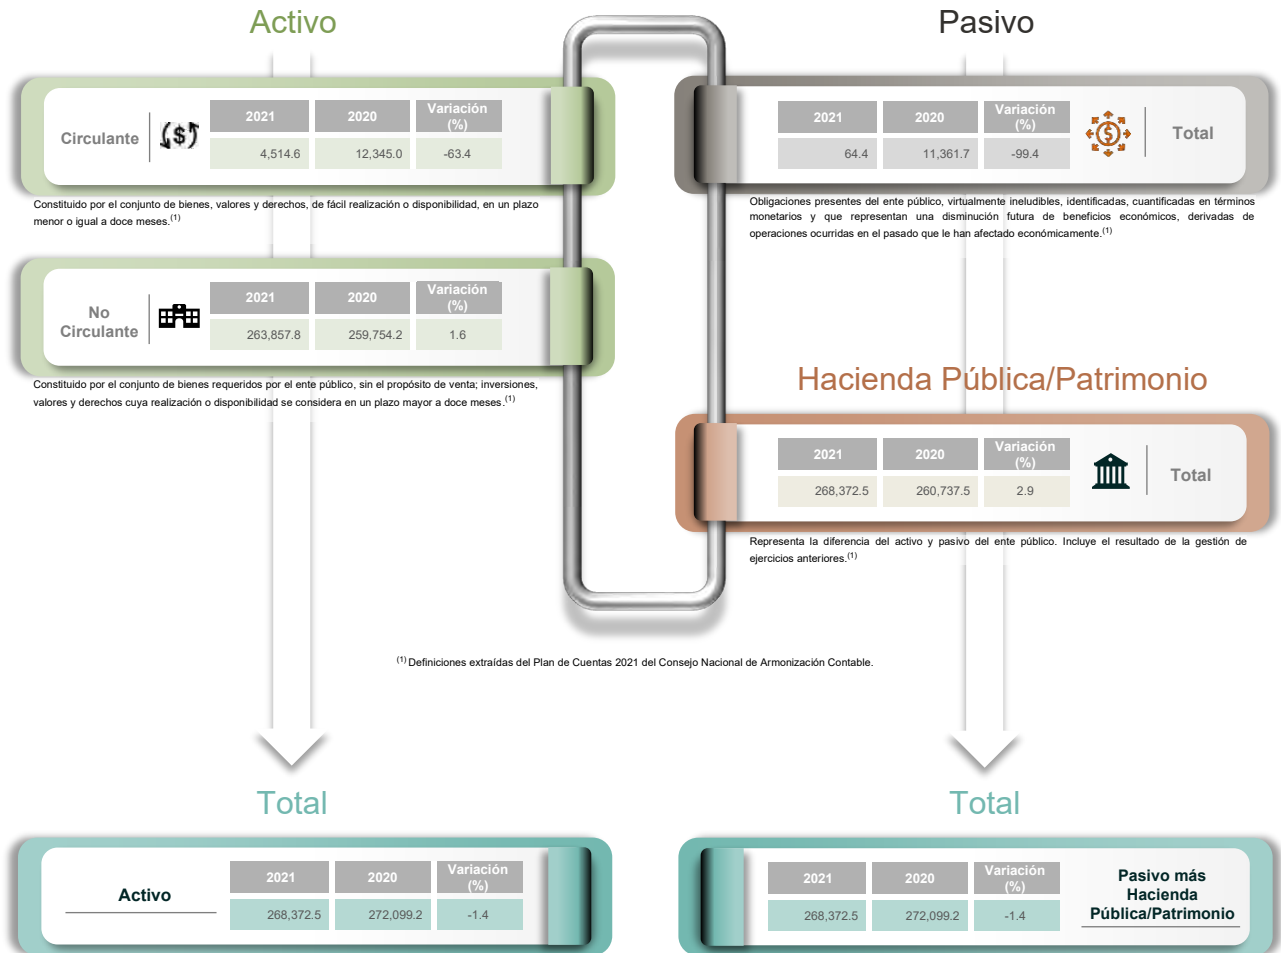 Activo
Circulante
2021 2020 Variación (%)
4,514.6 12,345.0 -63.4
Constituido por el conjunto de bienes, valores y derechos, de fácil realización o disponibilidad, en un plazo
menor o igual a doce meses.(1)
No
Circulante
2021 2020 Variación (%)
263,857.8 259,754.2 1.6
Constituido por el conjunto de bienes requeridos por el ente público, sin el propósito de venta; inversiones,
valores y derechos cuya realización o disponibilidad se considera en un plazo mayor a doce meses.(1)
Pasivo
2021 2020 Variación (%)
64.4 11,361.7 -99.4
Total
Obligaciones presentes del ente público, virtualmente ineludibles, identificadas, cuantificadas en términos
monetarios y que representan una disminución futura de beneficios económicos, derivadas de
operaciones ocurridas en el pasado que le han afectado económicamente.(1)
Hacienda Pública/Patrimonio
2021 2020 Variación (%)
268,372.5 260,737.5 2.9
Total
Representa la diferencia del activo y pasivo del ente público. Incluye el resultado de la gestión de
ejercicios anteriores.(1)
(1) Definiciones extraídas del Plan de Cuentas 2021 del Consejo Nacional de Armonización Contable.
Total
Activo
2021 2020 Variación (%)
268,372.5 272,099.2 -1.4
Total
2021 2020 Variación (%)
268,372.5 272,099.2 -1.4
Pasivo más
Hacienda
Pública/Patrimonio